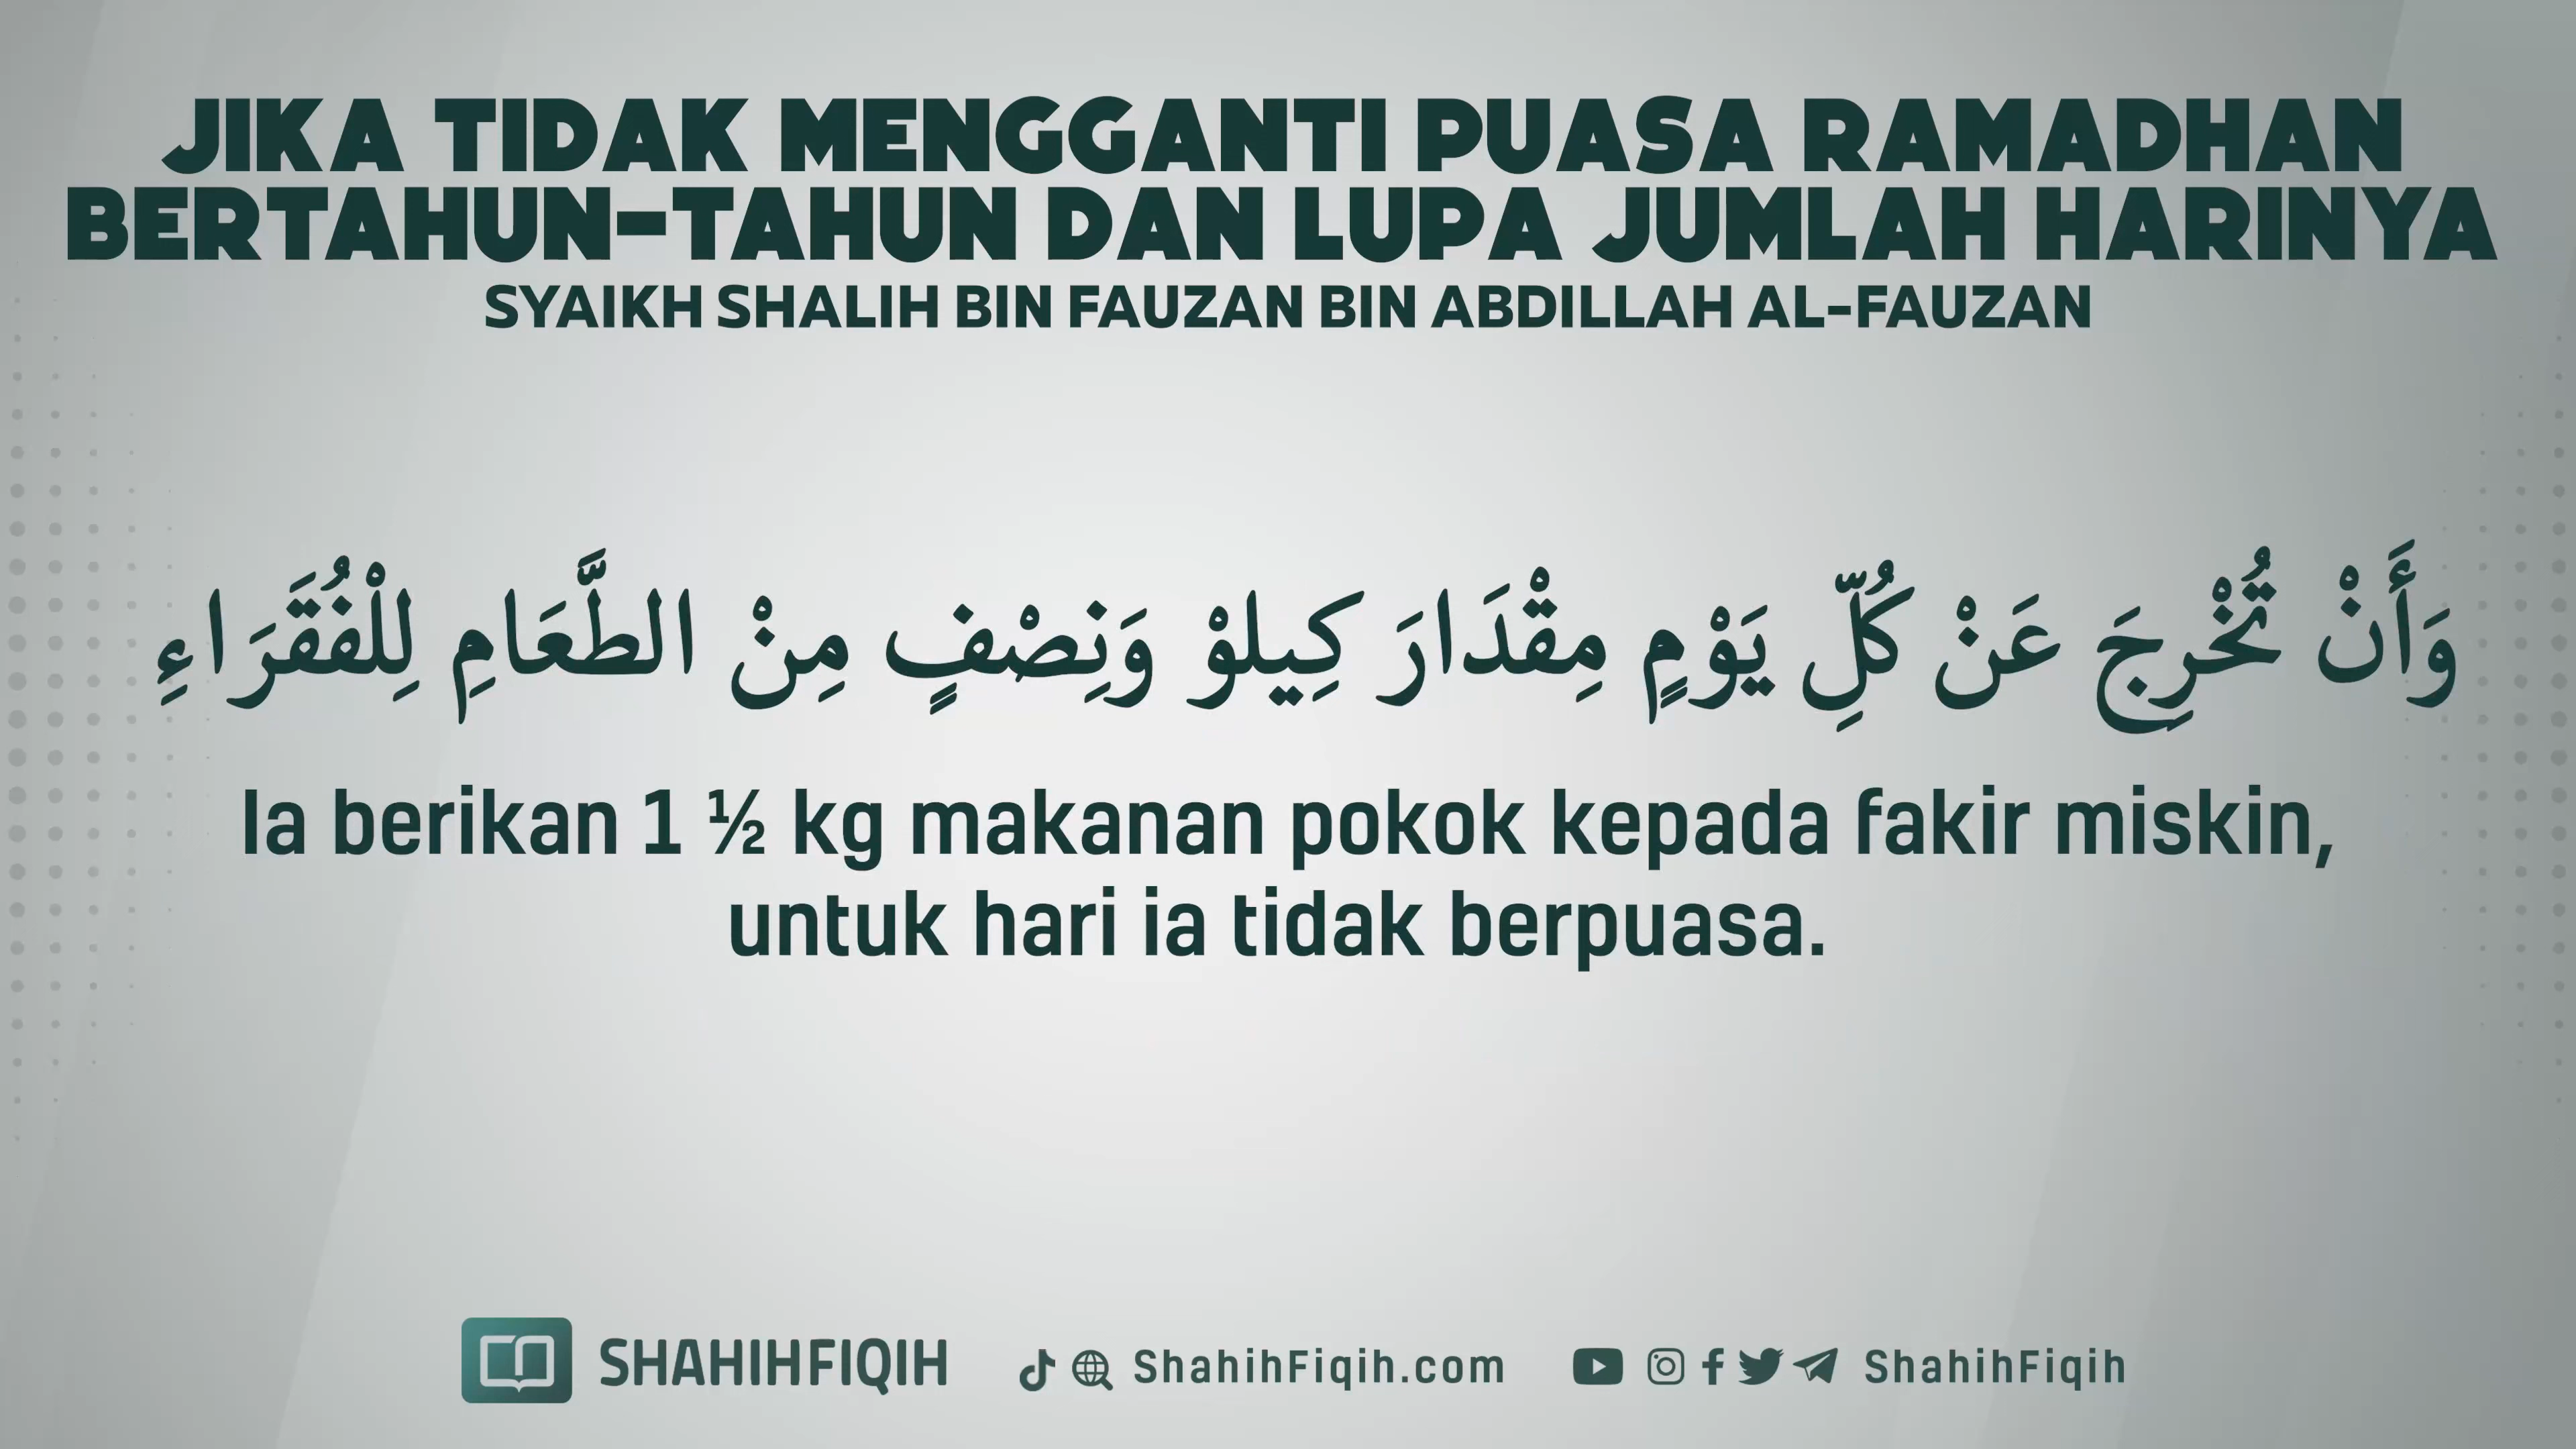 JIKA TIDAK MENGGANTI PUASA RAMADHAN
BERTAHUN-TAHUN DAN LUPA JUMLAH HARINYA
SYAIKH SHALIH BIN FAUZAN BIN ABDILLAH AL-FAUZAN
وَأَنْ تُخْرِجَ عَنْ كُلِّ يَوْمٍ مِقْدَارَ كِيلوْ وَنِصْفٍ مِنْ الطَّعَامِ لِلْفُقَرَاءِ
Ia berikan 1 ½ kg makanan pokok kepada fakir miskin,
untuk hari ia tidak berpuasa.
SHAHIHFIQIH ShahihFiqih.com ShahihFiqih